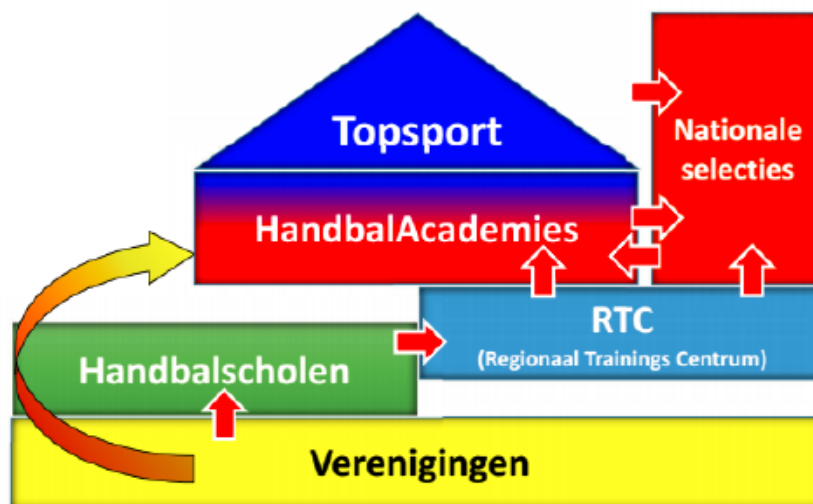 Topsport
Nationale
selecties
HandbalAcademies
RTC
(Regionaal Trainings Centrum)
Handbalscholen
Verenigingen